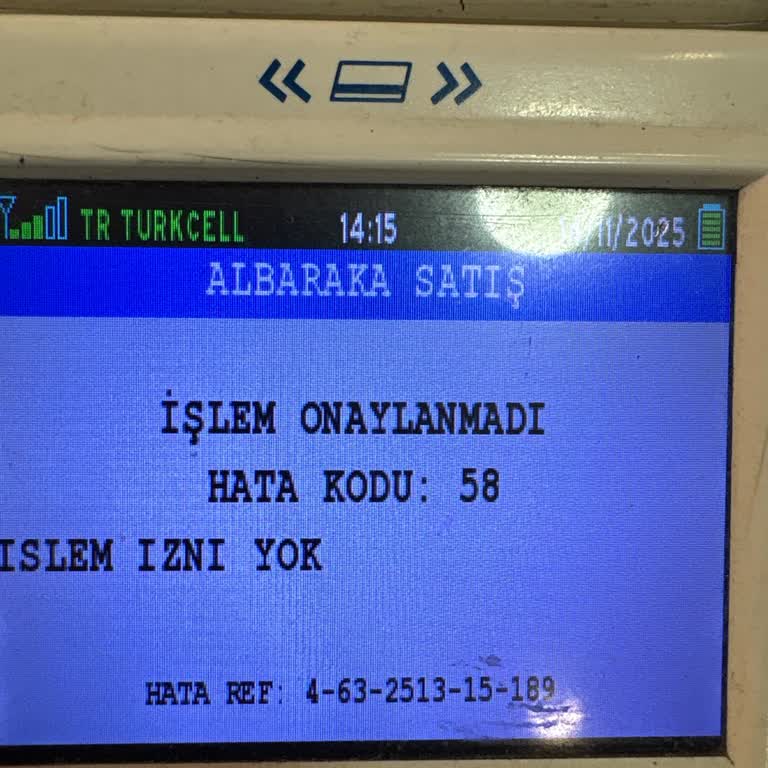 TR TURKCELL 14:15 /11/2025
ALBARAKA SATIŞ
İŞLEM ONAYLANMADI
HATA KODU: 58
ISLEM IZNI YOK
HATA REF: 4-63-2513-15-189